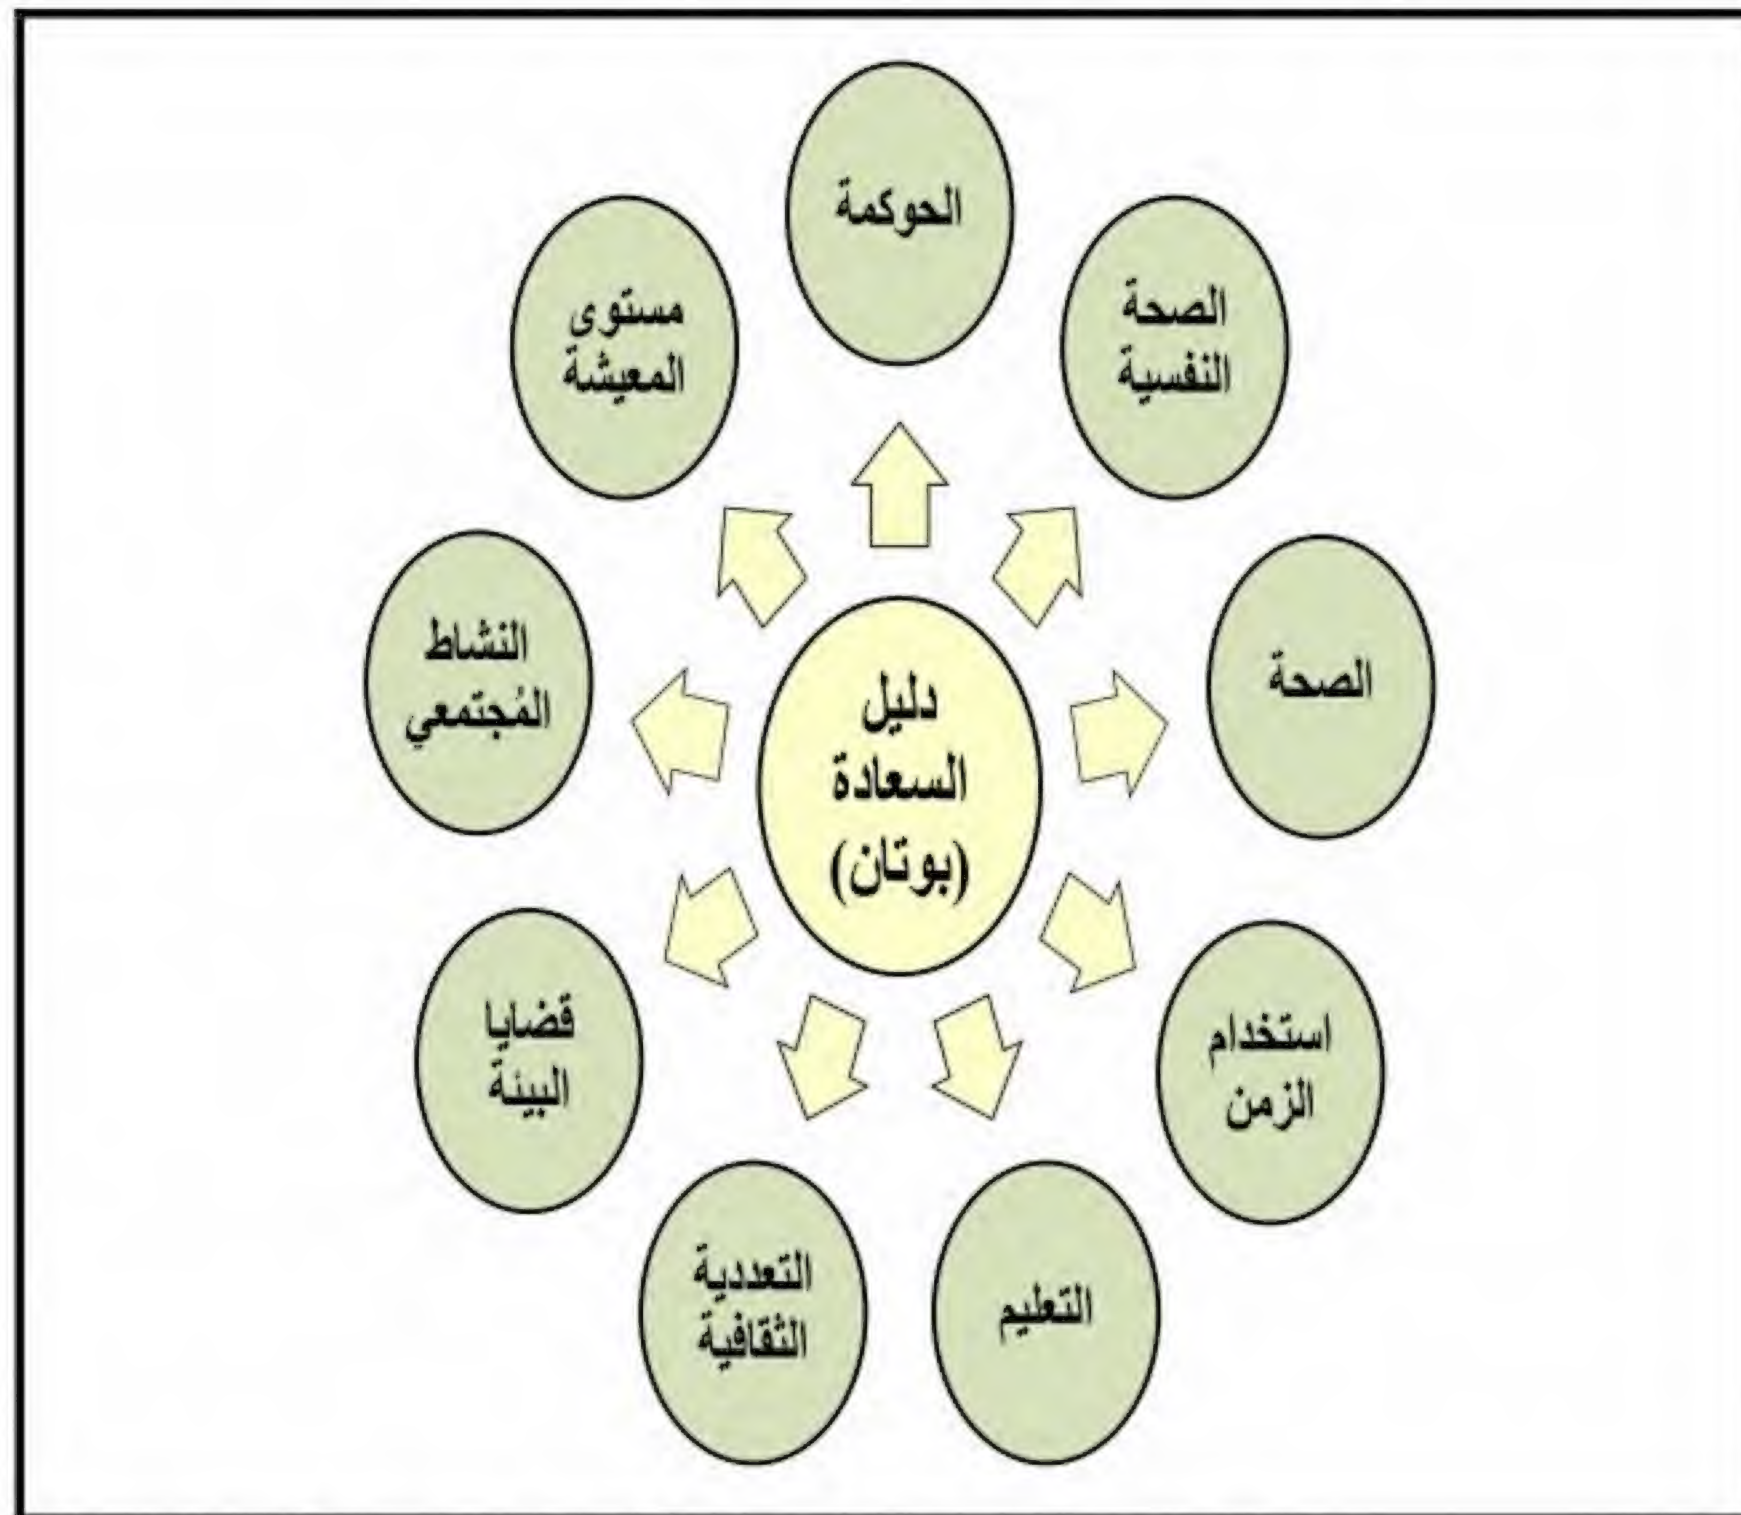 الحوكمة
الصحة
النفسية
الصحة
استخدام
الزمن
التعليم
التعددية
الثقافية
قضايا
البيئة
النشاط
المُجتمعي
مستوى
المعيشة
دليل
السعادة
(بوتان)